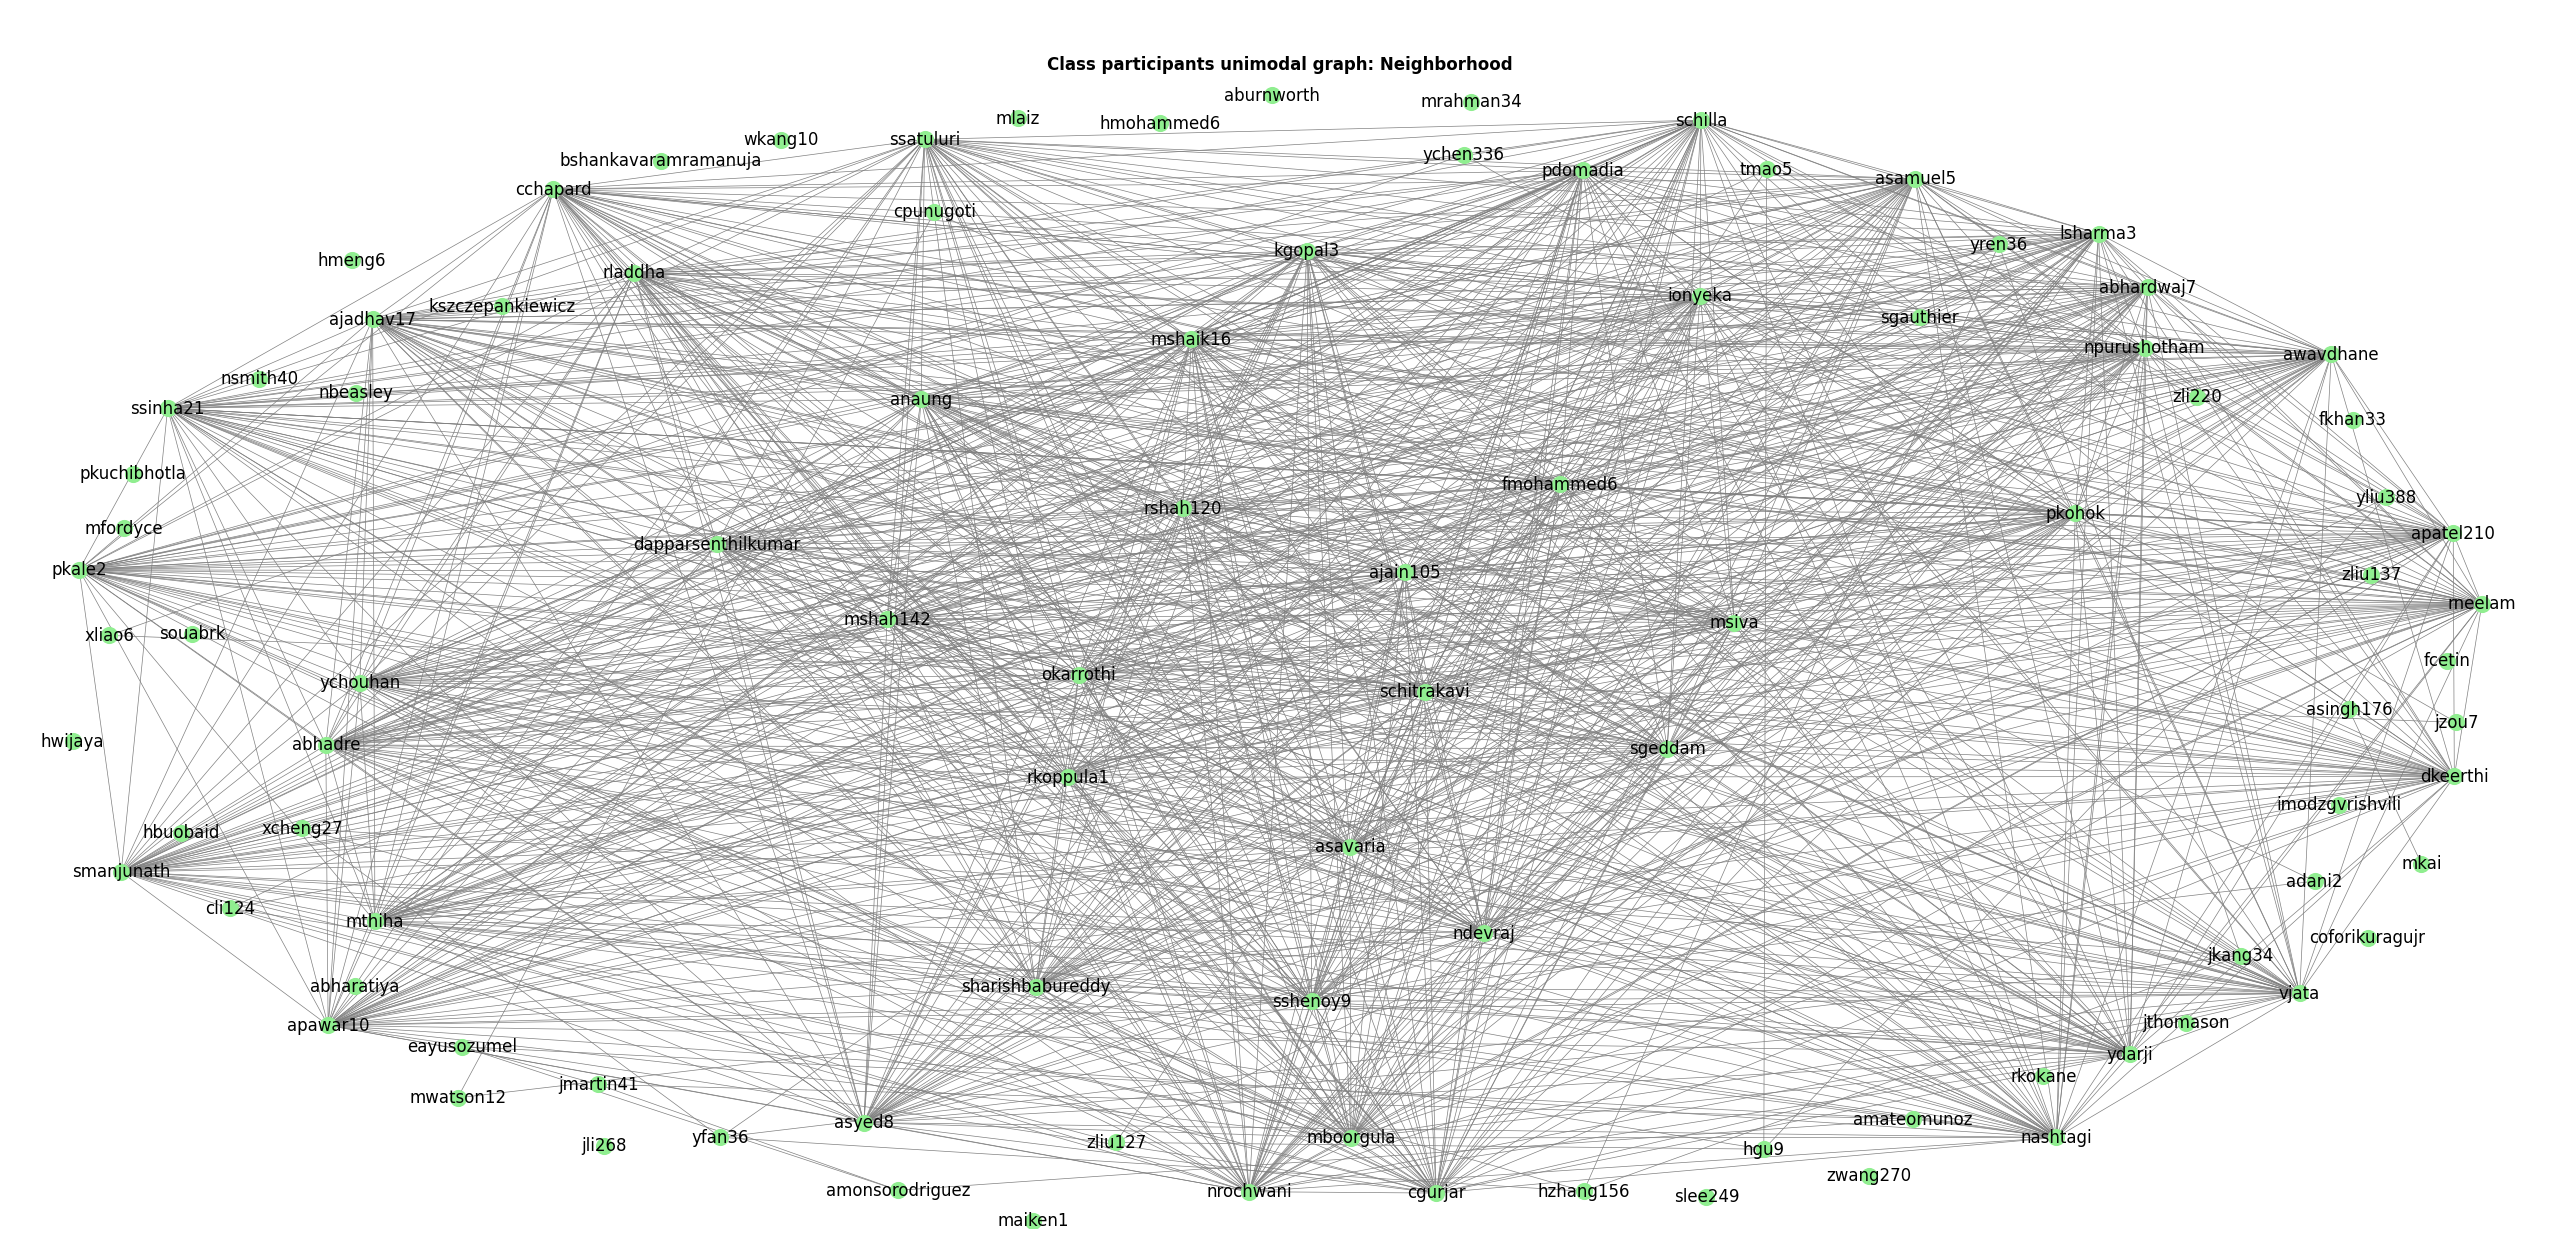 Class participants unimodal graph: Neighborhood
aburnworth
mrahman34
mlaiz
hmohammed6
schilla
wkang10
ssatuluri
bshankavaramramanuja
ychen336
pdomadia
tmao5
asamuel5
cchapard
cpunugoti
lsharma3
yren36
kgopal3
hmeng6
rladdha
abhardwaj7
ionyeka
kszczepankiewicz
ajadhav17
sgauthier
mshaik16
npurushotham
awavdhane
nsmith40
nbeasley
anaung
zli220
ssinha21
fkhan33
pkuchibhotla
fmohammed6
yliu388
rshah120
pkohok
mfordyce
apatel210
dapparsenthilkumar
pkale2
ajain105
zliu137
meelam
mshah142
msiva
xliao6
souabrk
fcetin
okarrothi
ychouhan
schitrakavi
asingh176
jzou7
hwijaya
abhadre
sgeddam
rkoppula1
dkeerthi
imodzgvrishvili
hbuobaid
xcheng27
asavaria
mkai
smanjunath
adani2
cli124
mthiha
ndevraj
coforikuragujr
jkang34
abharatiya
sharishbabureddy
vjata
sshenoy9
apawar10
jthomason
eayusozumel
ydarji
rkokane
jmartin41
mwatson12
amateomunoz
asyed8
yfan36
mboorgula
nashtagi
zliu127
jli268
hgu9
zwang270
amonsorodriguez
nrochwani
cgurjar
hzhang156
slee249
maiken1